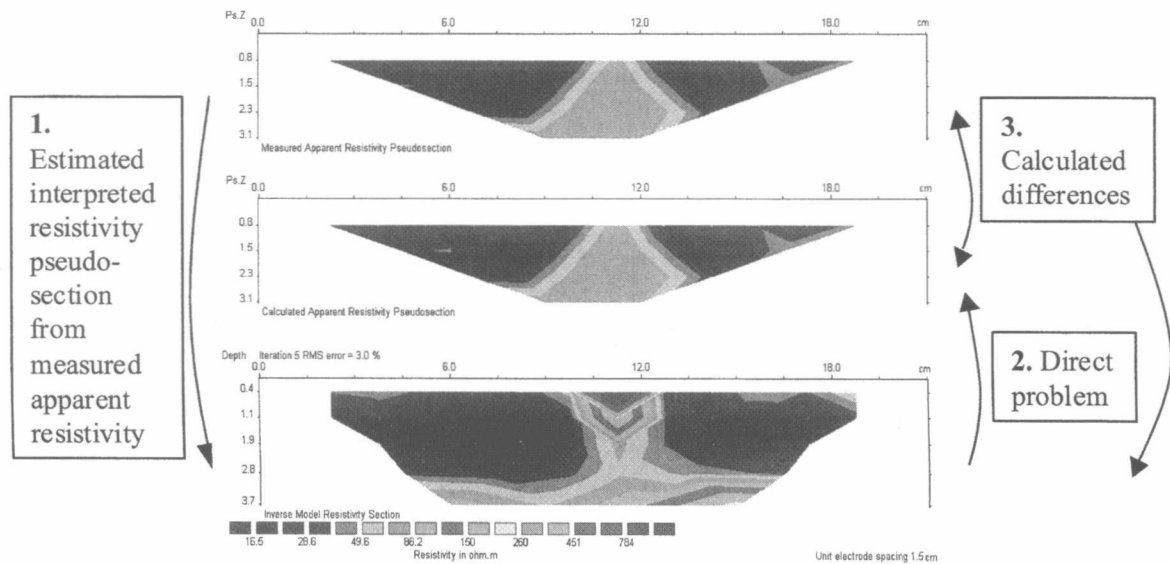 1.
Estimated
interpreted
resistivity
pseudo-
section
from
measured
apparent
resistivity
Ps.Z 0.0 6.0 12.0 18.0 cm
0.8
1.5
2.3
3.1
Measured Apparent Resistivity Pseudosection
Ps.Z 0.0 6.0 12.0 18.0 cm
0.8
1.5
2.3
3.1
Calculated Apparent Resistivity Pseudosection
Depth Iteration 5 RMS error = 3.0 %
0.0 6.0 12.0 18.0 cm
0.4
1.1
1.9
2.8
3.7
Inverse Model Resistivity Section
16.5 28.6 49.6 86.2 150 260 451 784
Resistivity in ohm.m
Unit electrode spacing 1.5 cm
3.
Calculated
differences
2. Direct
problem